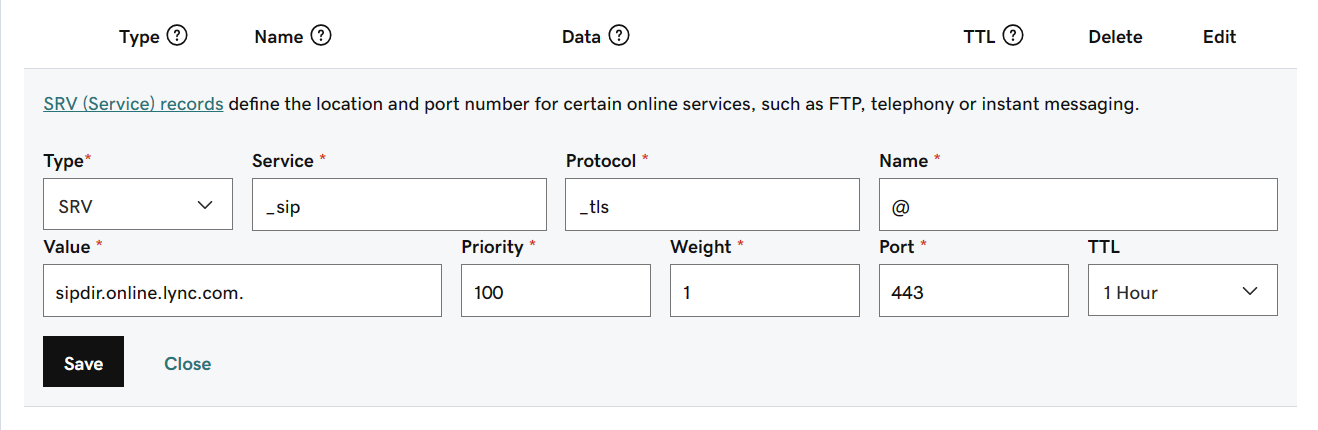 Type ? Name ? Data ? TTL ? Delete Edit
SRV (Service) records define the location and port number for certain online services, such as FTP, telephony or instant messaging.
Type* Service * Protocol * Name *
SRV _sip _tls @
Value * Priority * Weight * Port * TTL
sipdir.online.lync.com. 100 1 443 1 Hour
Save Close